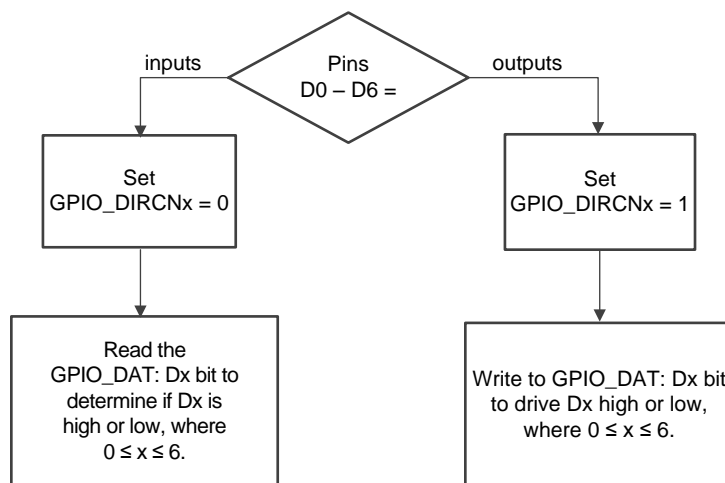 inputs
Pins
D0 – D6 =
outputs
Set
GPIO_DIRCNx = 0
Set
GPIO_DIRCNx = 1
Read the
GPIO_DAT: Dx bit to
determine if Dx is
high or low, where
0 ≤ x ≤ 6.
Write to GPIO_DAT: Dx bit
to drive Dx high or low,
where 0 ≤ x ≤ 6.